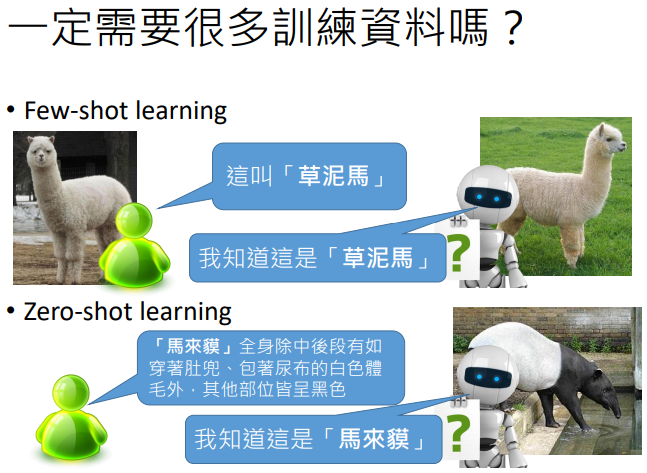 一定需要很多訓練資料嗎？
• Few-shot learning
這叫「草泥馬」
我知道這是「草泥馬」
?
• Zero-shot learning
「馬來貘」全身除中後段有如
穿著肚兜、包著尿布的白色體
毛外，其他部位皆呈黑色
我知道這是「馬來貘」
?